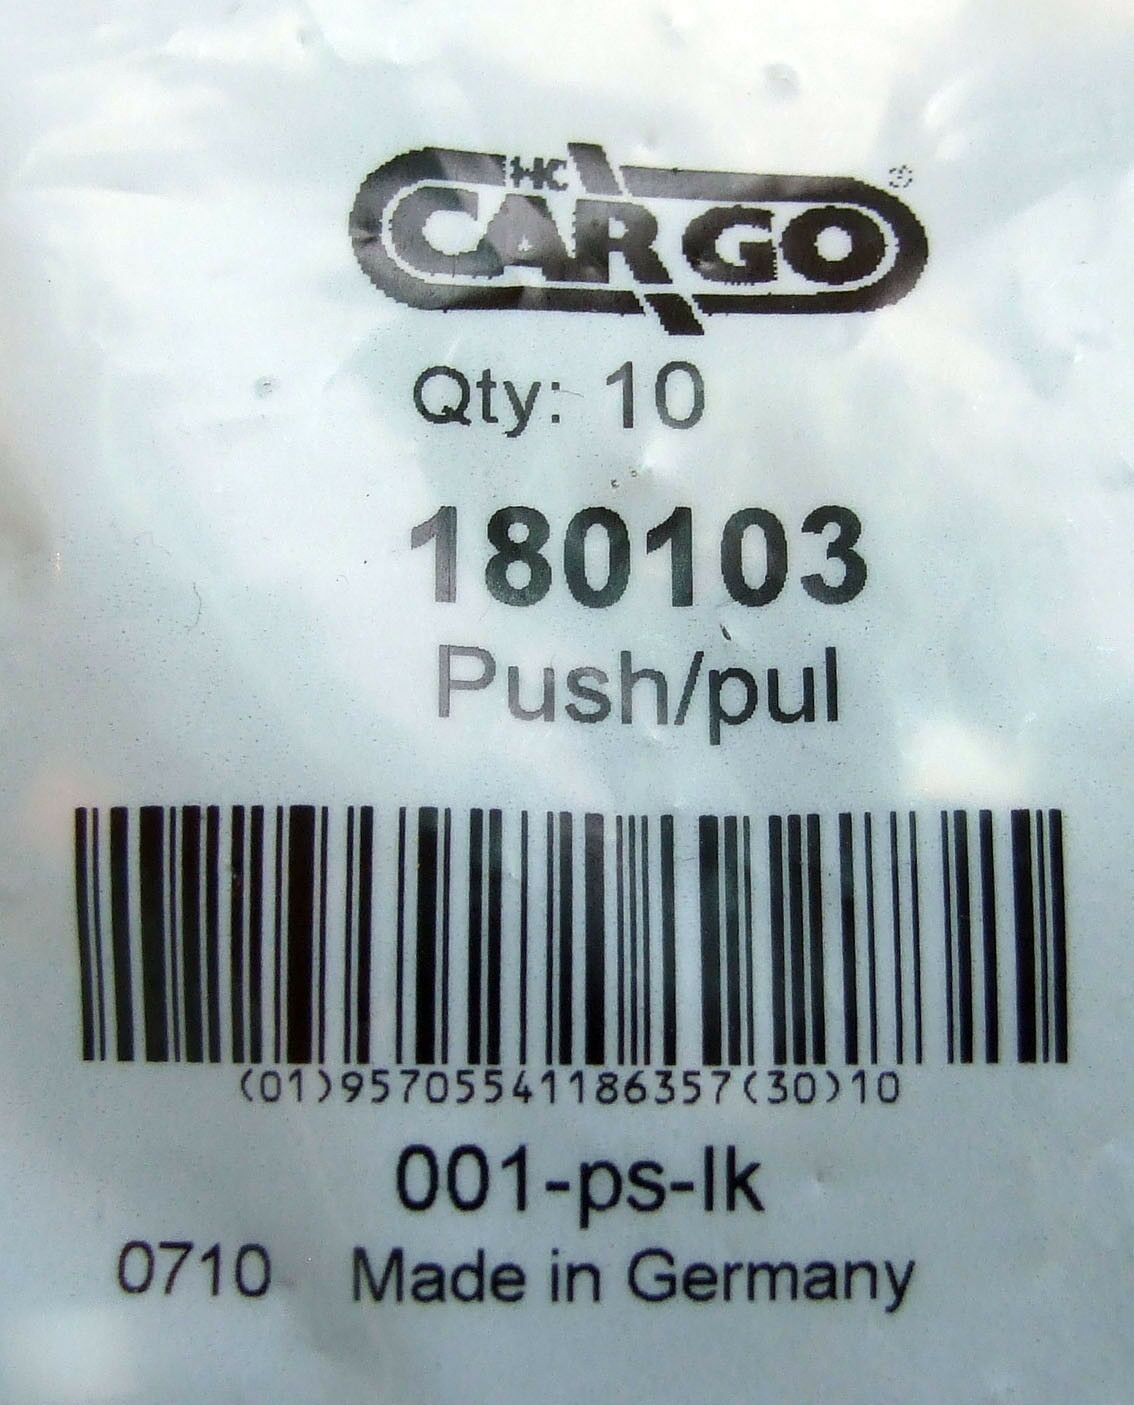 HC
CARGO®
Qty: 10
180103
Push/pul
(01)95705541186357(30)10
001-ps-lk
0710 Made in Germany